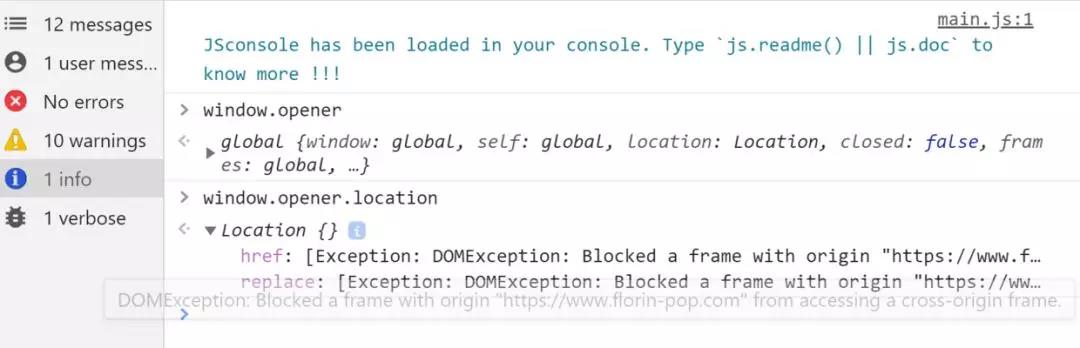 12 messages
1 user mess...
No errors
10 warnings
1 info
1 verbose
main.js:1
JSconsole has been loaded in your console. Type `js.readme() || js.doc` to
know more !!!
window.opener
global {window: global, self: global, location: Location, closed: false, fram
es: global, …}
window.opener.location
Location {}
href: [Exception: DOMException: Blocked a frame with origin "https://www.f…
replace: [Exception: DOMException: Blocked a frame with origin "https://ww…
DOMException: Blocked a frame with origin "https://www.florin-pop.com" from accessing a cross-origin frame.